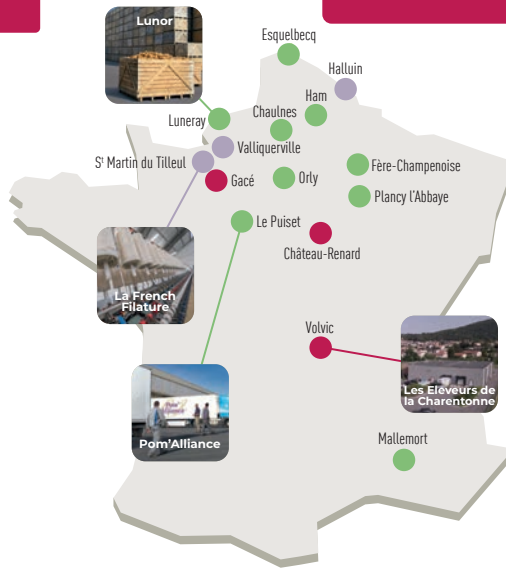 Lunor
Esquelbecq
Halluin
Ham
Chaulnes
Luneray
Valliquerville
Sᵗ Martin du Tilleul
Gacé
Orly
Fère-Champenoise
Plancy l'Abbaye
Le Puiset
Château-Renard
La French
Filature
Volvic
Les Eleveurs de
la Charentonne
Pom'Alliance
Mallemort